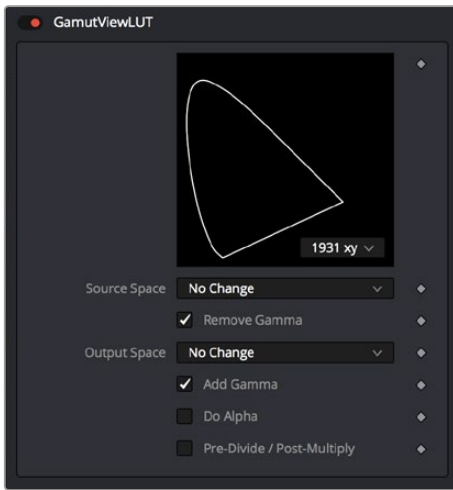 GamutViewLUT
1931 xy
Source Space No Change
Remove Gamma
Output Space No Change
Add Gamma
Do Alpha
Pre-Divide / Post-Multiply